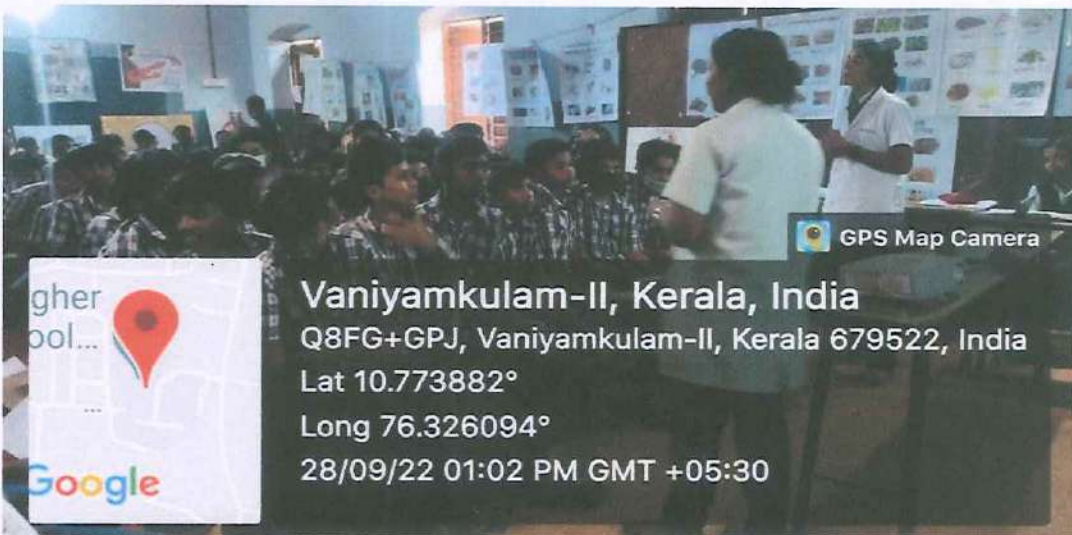 GPS Map Camera
gher
ool...
...
Google
Vaniyamkulam-II, Kerala, India
Q8FG+GPJ, Vaniyamkulam-II, Kerala 679522, India
Lat 10.773882°
Long 76.326094°
28/09/22 01:02 PM GMT +05:30